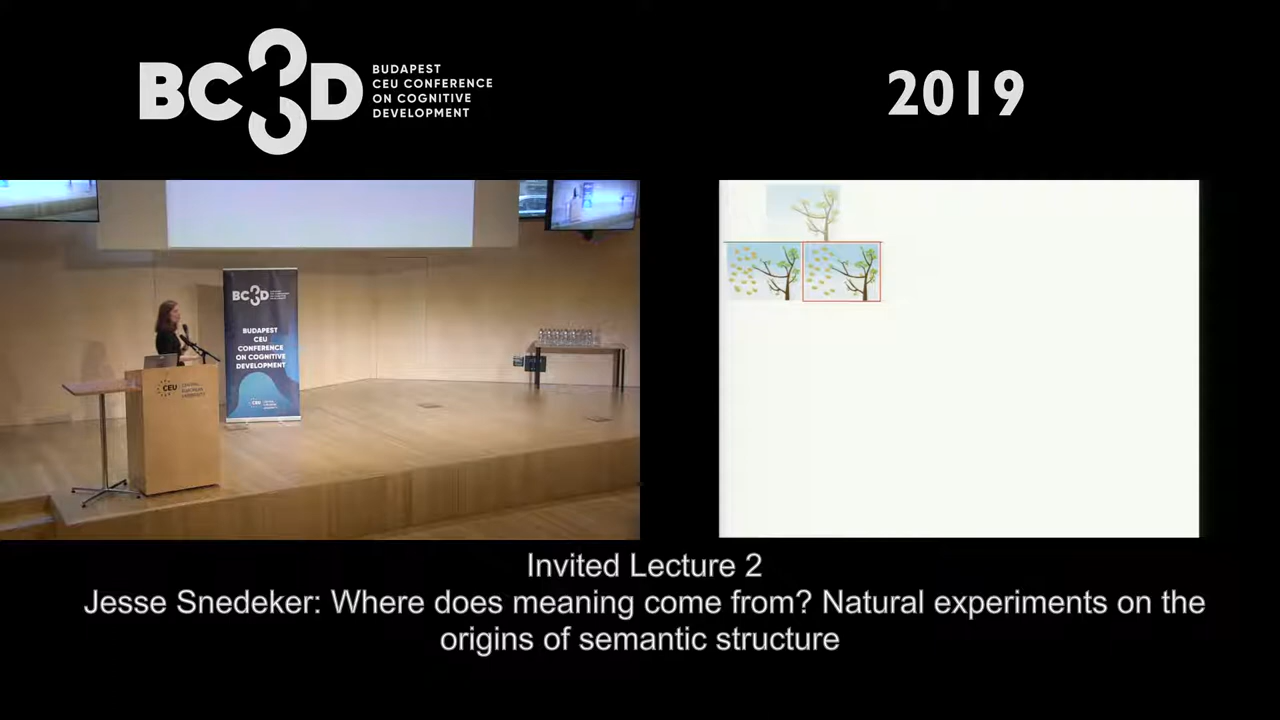 BC3D
BUDAPEST
CEU CONFERENCE
ON COGNITIVE
DEVELOPMENT
2019
BC3D
BUDAPEST
CEU
CONFERENCE
ON COGNITIVE
DEVELOPMENT
CEU
CEU
Invited Lecture 2
Jesse Snedeker: Where does meaning come from? Natural experiments on the
origins of semantic structure